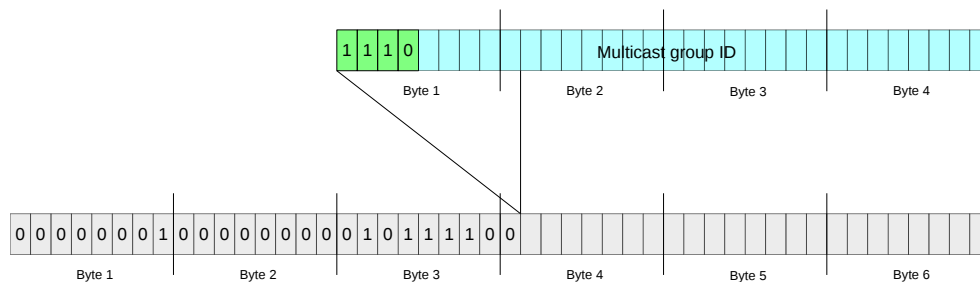 1 1 1 0 Multicast group ID
Byte 1 Byte 2 Byte 3 Byte 4
0 0 0 0 0 0 0 1 0 0 0 0 0 0 0 0 0 1 0 1 1 1 1 0 0
Byte 1 Byte 2 Byte 3 Byte 4 Byte 5 Byte 6